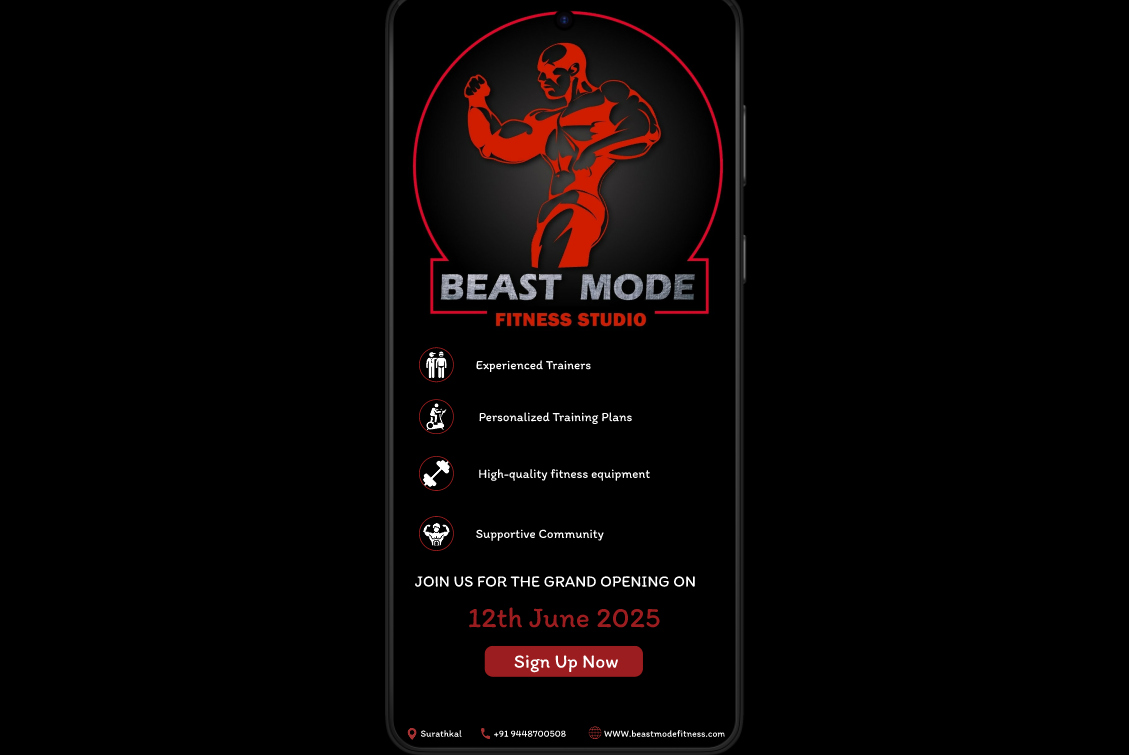 BEAST MODE
FITNESS STUDIO
Experienced Trainers
Personalized Training Plans
High-quality fitness equipment
Supportive Community
JOIN US FOR THE GRAND OPENING ON
12th June 2025
Sign Up Now
Surathkal +91 9448700508 WWW.beastmodefitness.com